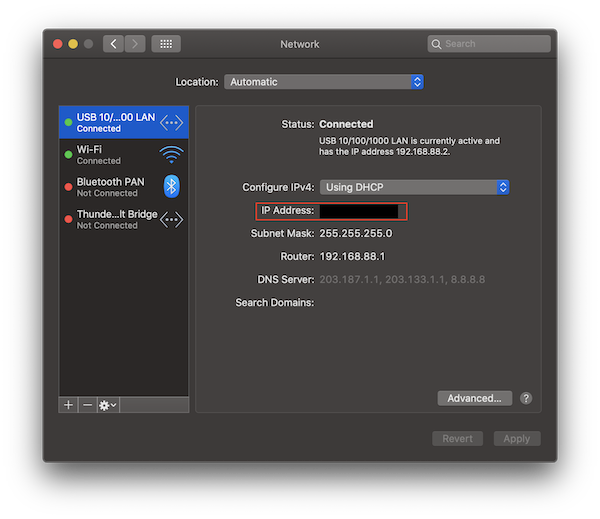 Network
Search
Location: Automatic
USB 10/...00 LAN
Connected
Wi-Fi
Connected
Bluetooth PAN
Not Connected
Thunde...lt Bridge
Not Connected
Status: Connected
USB 10/100/1000 LAN is currently active and
has the IP address 192.168.88.2.
Configure IPv4: Using DHCP
IP Address:
Subnet Mask: 255.255.255.0
Router: 192.168.88.1
DNS Server: 203.187.1.1, 203.133.1.1, 8.8.8.8
Search Domains:
Advanced...
?
Revert
Apply